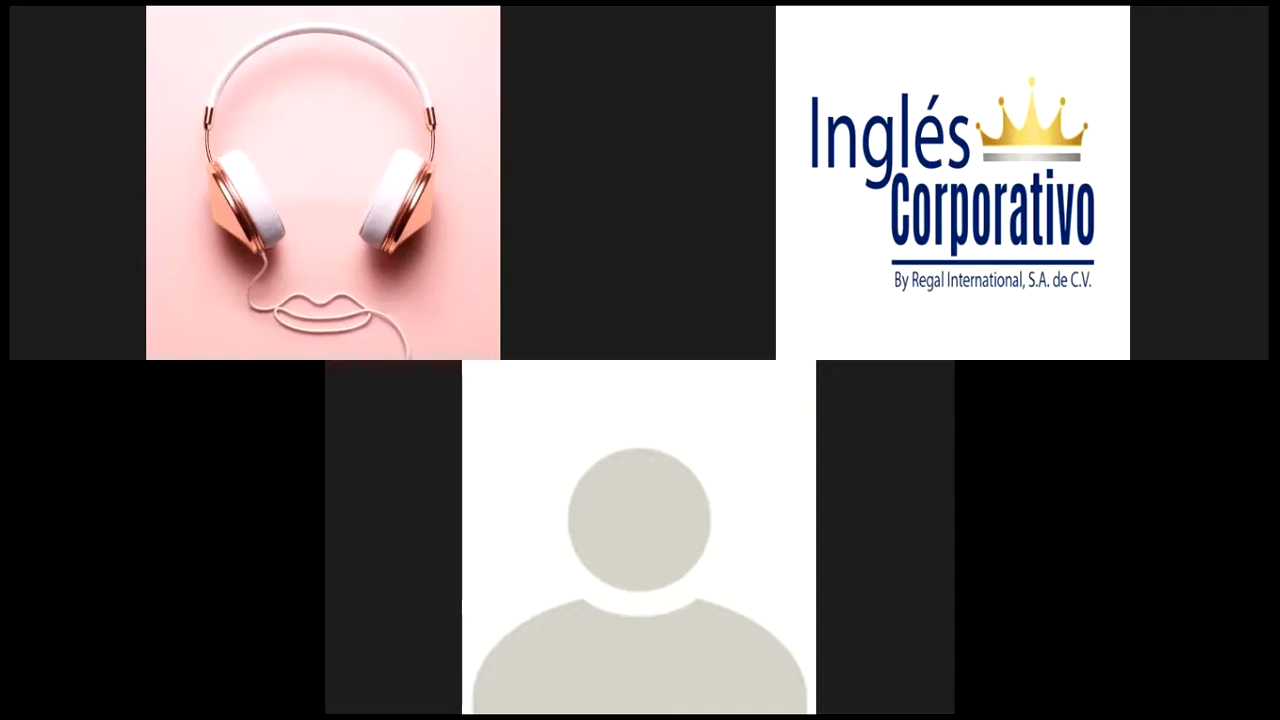 Inglés
Corporativo
By Regal International, S.A. de C.V.